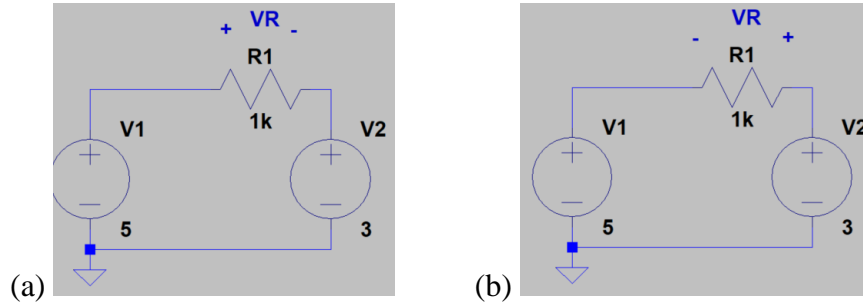 VR
+ -
R1
V1
1k
V2
+
+
-
-
5
3
(a)
VR
- +
R1
V1
1k
V2
+
+
-
-
5
3
(b)